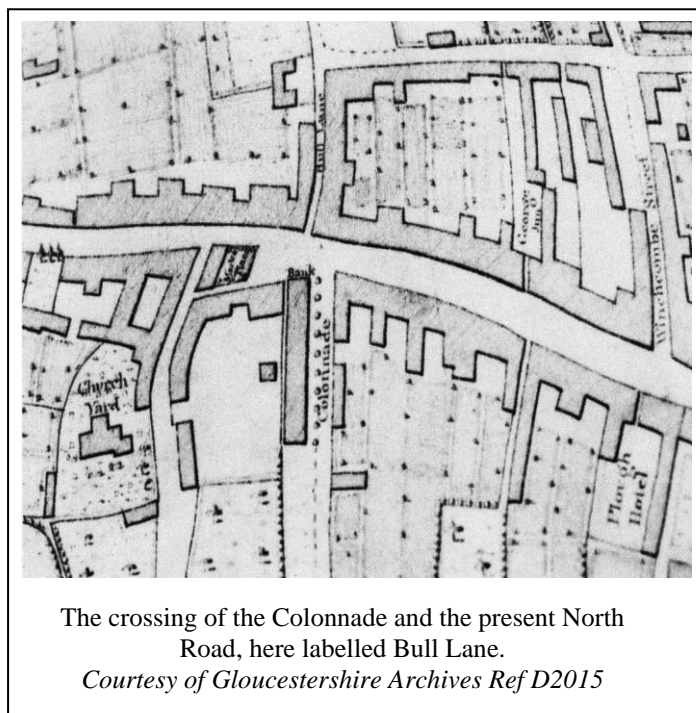 Bull Lane
George
Inn
Winchcombe Street
Market
Bank
Colonnade
Church
Yard
Plough
Hotel
The crossing of the Colonnade and the present North
Road, here labelled Bull Lane.
Courtesy of Gloucestershire Archives Ref D2015